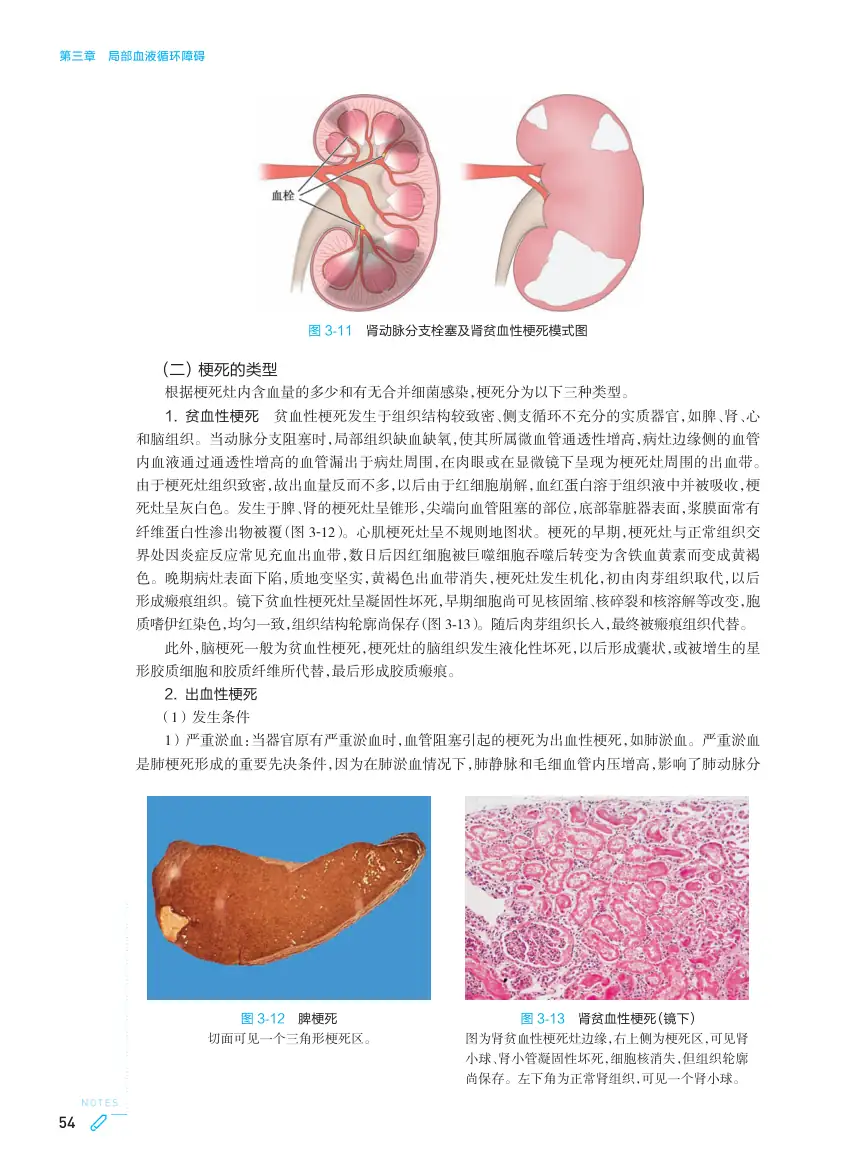 第三章　局部血液循环障碍
血栓
图 3-11　肾动脉分支栓塞及肾贫血性梗死模式图
（二）梗死的类型
根据梗死灶内含血量的多少和有无合并细菌感染，梗死分为以下三种类型。
1. 贫血性梗死　贫血性梗死发生于组织结构较致密、侧支循环不充分的实质器官，如脾、肾、心
和脑组织。当动脉分支阻塞时，局部组织缺血缺氧，使其所属微血管通透性增高，病灶边缘侧的血管
内血液通过通透性增高的血管漏出于病灶周围，在肉眼或在显微镜下呈现为梗死灶周围的出血带。
由于梗死灶组织致密，故出血量反而不多，以后由于红细胞崩解，血红蛋白溶于组织液中并被吸收，梗
死灶呈灰白色。发生于脾、肾的梗死灶呈锥形，尖端向血管阻塞的部位，底部靠脏器表面，浆膜面常有
纤维蛋白性渗出物被覆（图 3-12）。心肌梗死灶呈不规则地图状。梗死的早期，梗死灶与正常组织交
界处因炎症反应常见充血出血带，数日后因红细胞被巨噬细胞吞噬后转变为含铁血黄素而变成黄褐
色。晚期病灶表面下陷，质地变坚实，黄褐色出血带消失，梗死灶发生机化，初由肉芽组织取代，以后
形成瘢痕组织。镜下贫血性梗死灶呈凝固性坏死，早期细胞尚可见核固缩、核碎裂和核溶解等改变，胞
质嗜伊红染色，均匀一致，组织结构轮廓尚保存（图 3-13）。随后肉芽组织长入，最终被瘢痕组织代替。
此外，脑梗死一般为贫血性梗死，梗死灶的脑组织发生液化性坏死，以后形成囊状，或被增生的星
形胶质细胞和胶质纤维所代替，最后形成胶质瘢痕。
2. 出血性梗死
（1）发生条件
1）严重淤血：当器官原有严重淤血时，血管阻塞引起的梗死为出血性梗死，如肺淤血。严重淤血
是肺梗死形成的重要先决条件，因为在肺淤血情况下，肺静脉和毛细血管内压增高，影响了肺动脉分
图 3-12　脾梗死
切面可见一个三角形梗死区。
图 3-13　肾贫血性梗死（镜下）
图为肾贫血性梗死灶边缘，右上侧为梗死区，可见肾
小球、肾小管凝固性坏死，细胞核消失，但组织轮廓
尚保存。左下角为正常肾组织，可见一个肾小球。
NOTES
54